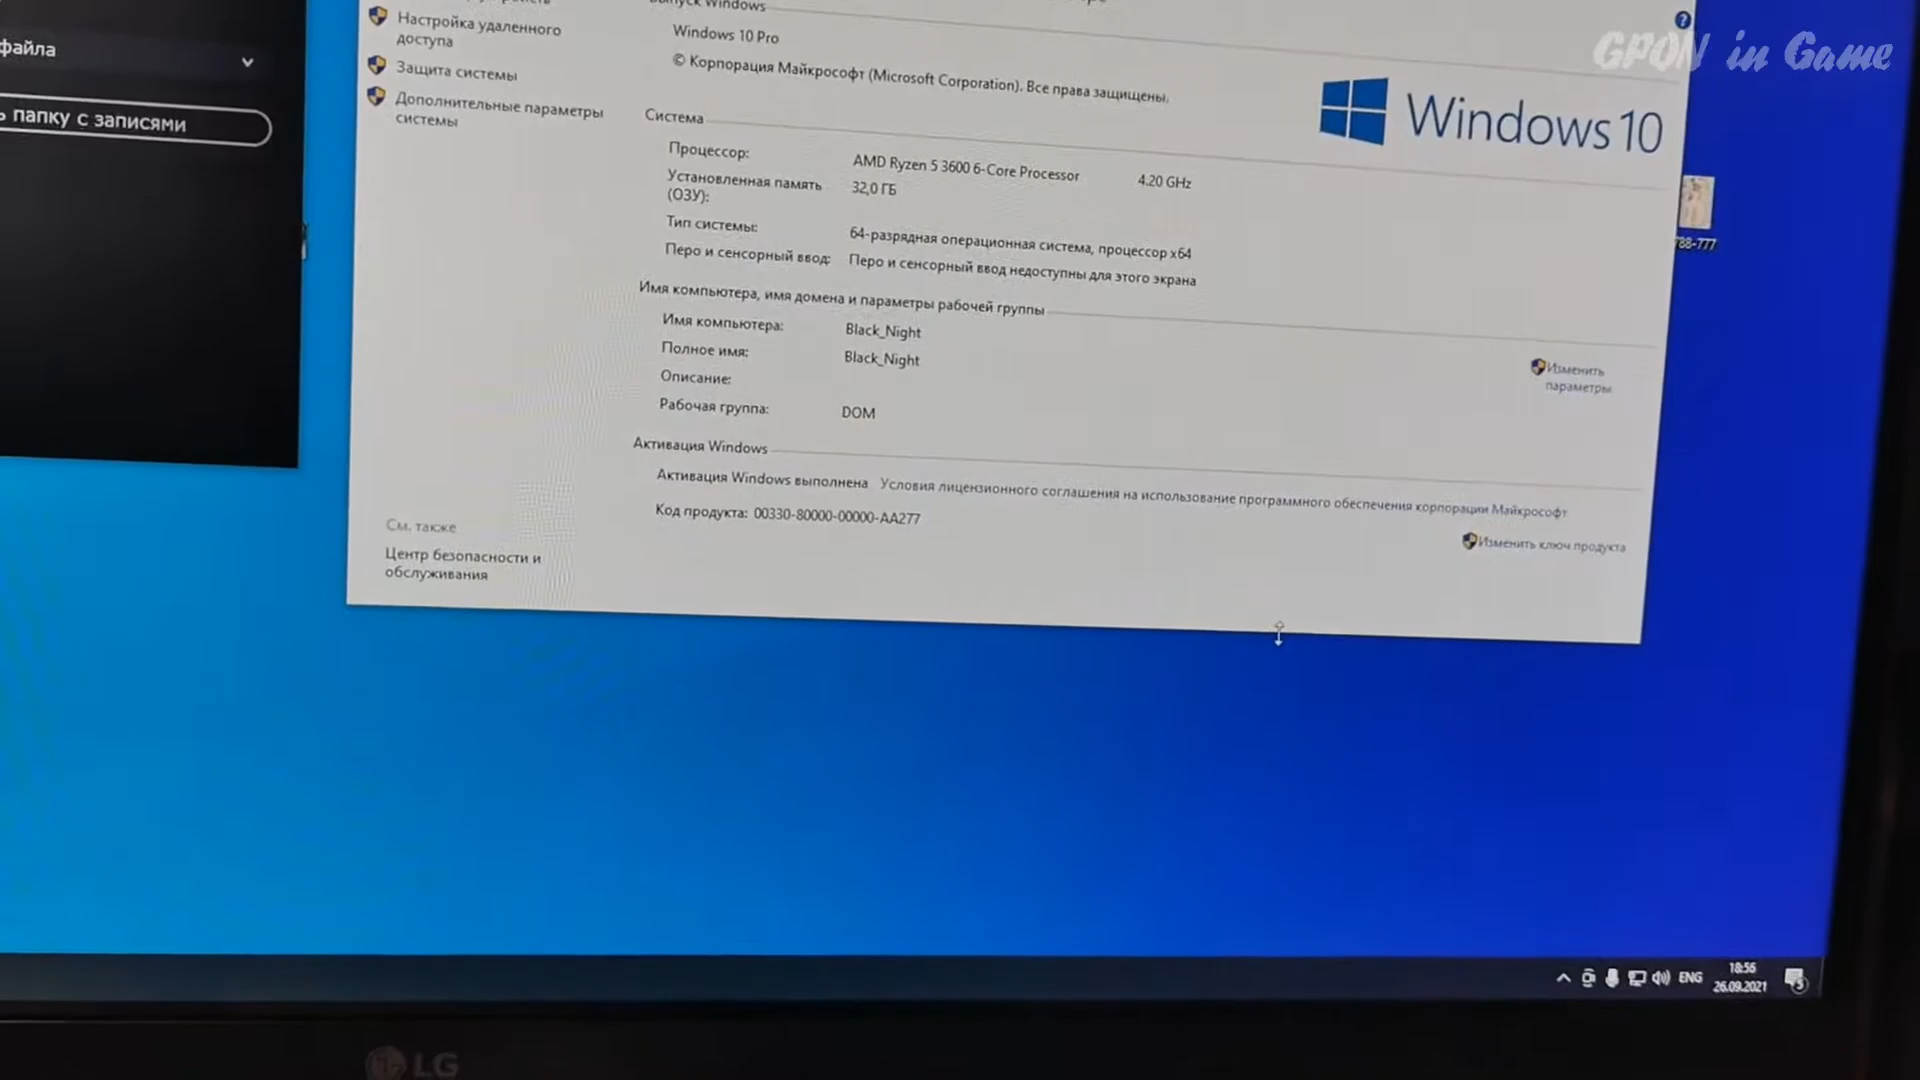 Настройка удаленного
доступа
Защита системы
Дополнительные параметры
системы
файла
папку с записями
Windows
Windows 10 Pro
© Корпорация Майкрософт (Microsoft Corporation). Все права защищены.
GPON in Game
Windows 10
Система
Процессор: AMD Ryzen 5 3600 6-Core Processor 4.20 GHz
Установленная память
(ОЗУ): 32,0 ГБ
Тип системы: 64-разрядная операционная система, процессор x64
Перо и сенсорный ввод: Перо и сенсорный ввод недоступны для этого экрана
788-777
Имя компьютера, имя домена и параметры рабочей группы
Имя компьютера: Black_Night
Полное имя: Black_Night
Описание:
Рабочая группа: DOM
Изменить
параметры
Активация Windows
Активация Windows выполнена Условия лицензионного соглашения на использование программного обеспечения корпорации Майкрософт
Код продукта: 00330-80000-00000-AA277
Изменить ключ продукта
См. также
Центр безопасности и
обслуживания
ENG
18:56
26.09.2021
LG